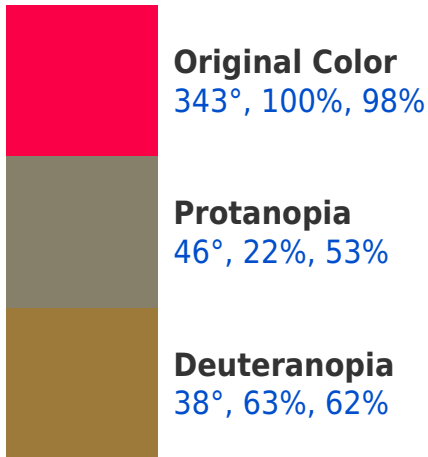 Original Color
343°, 100%, 98%
Protanopia
46°, 22%, 53%
Deuteranopia
38°, 63%, 62%